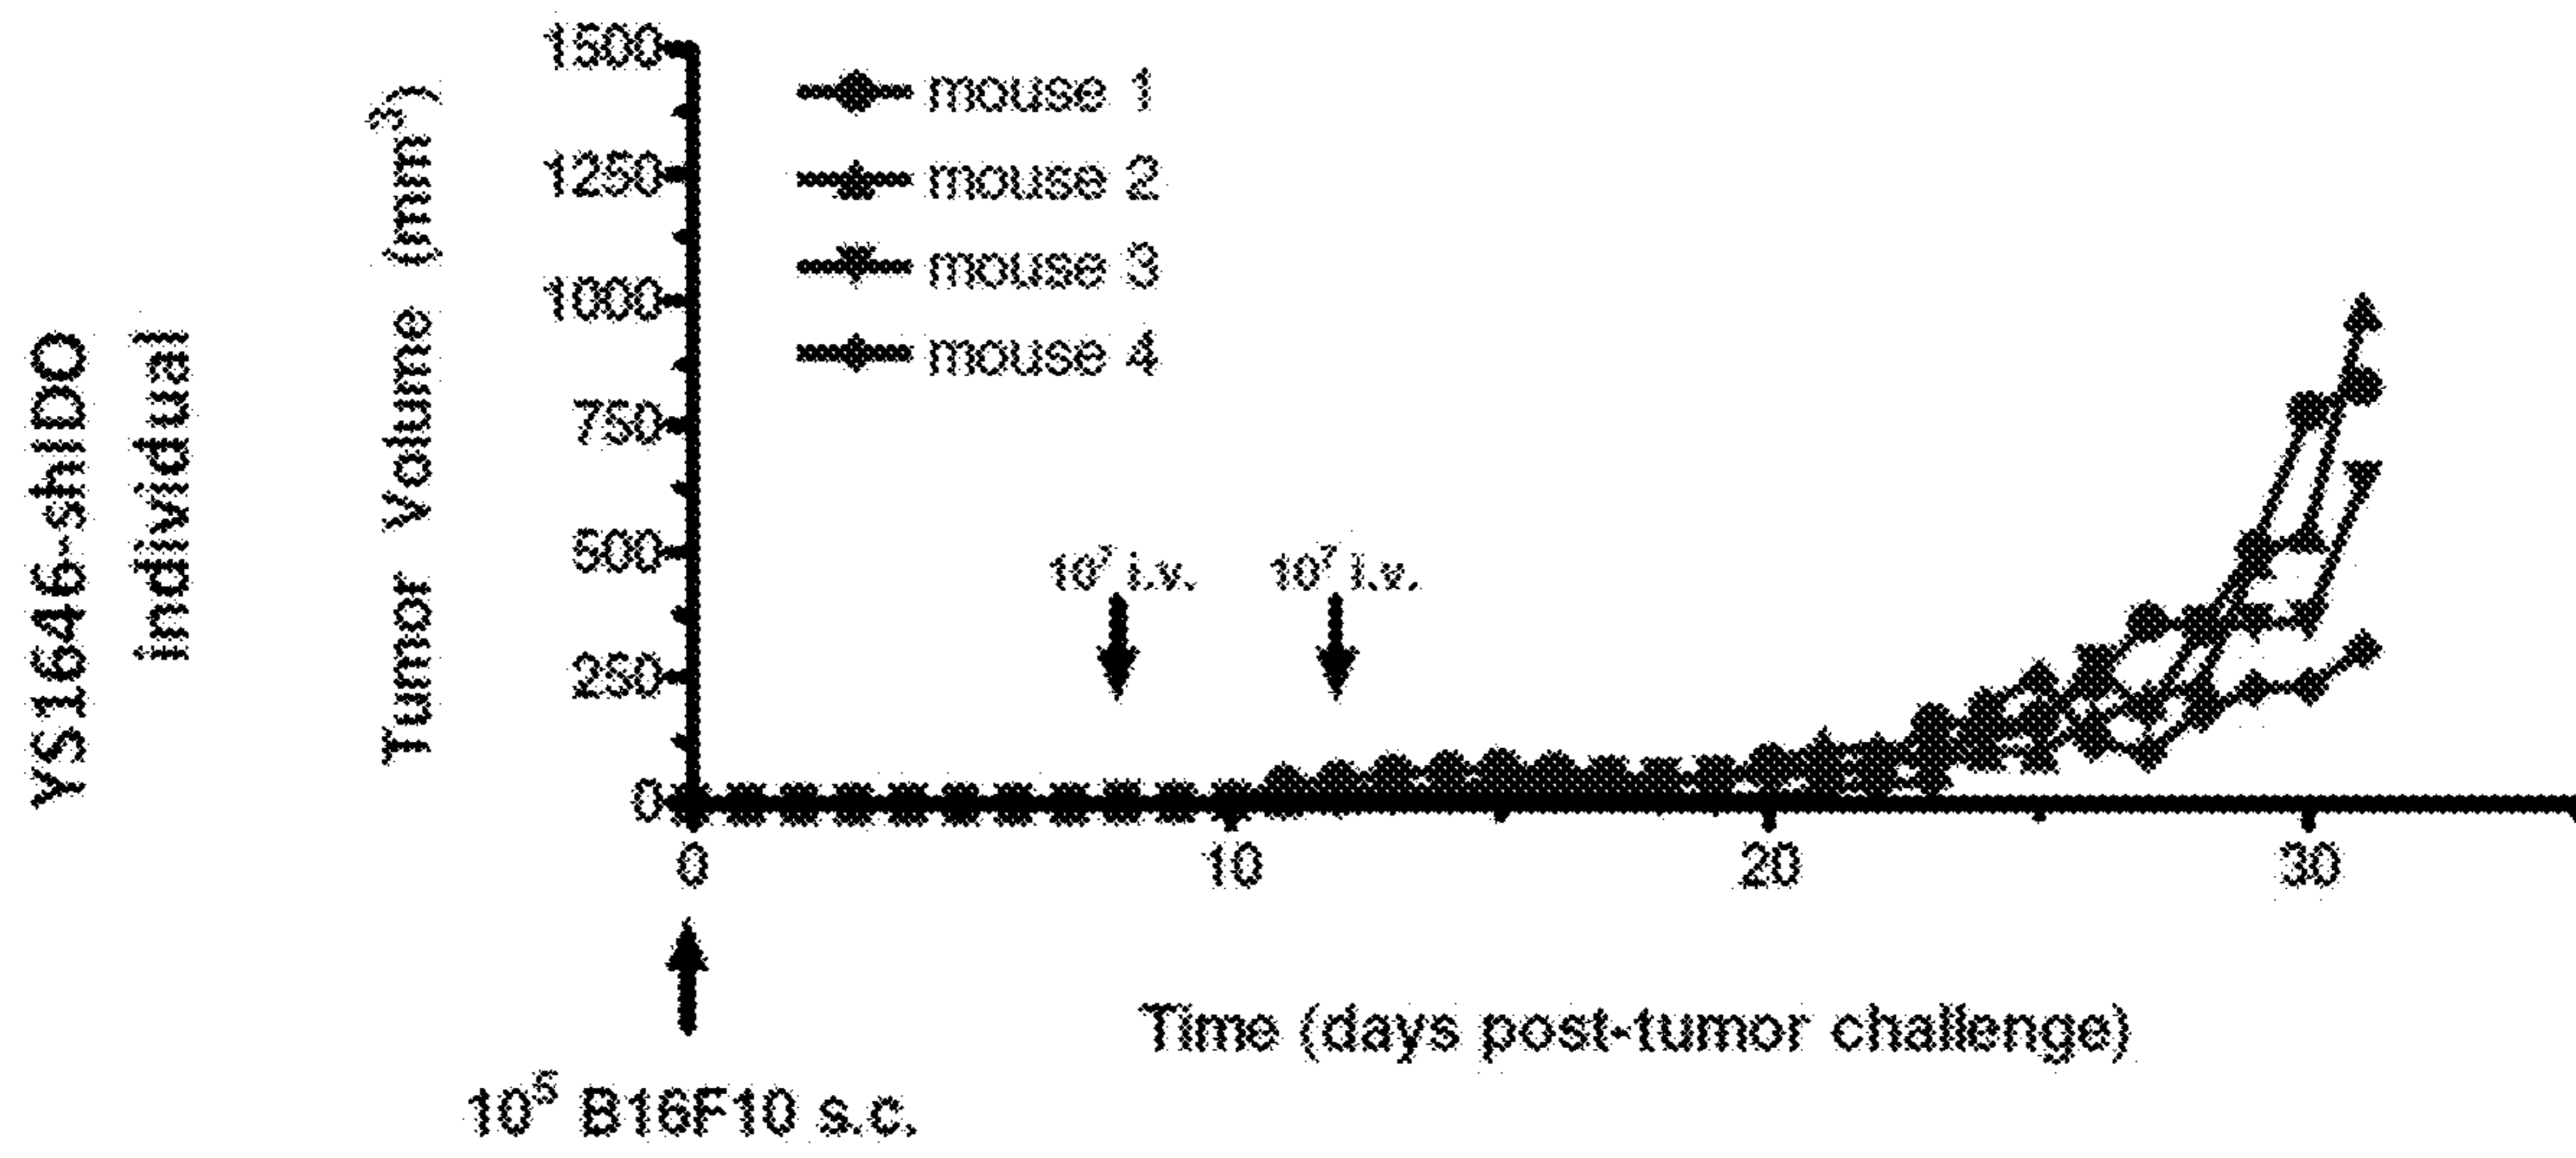 YS1646-shIDO
individual
Tumor Volume (mm³)
1500
1250
1000
750
500
250
0
mouse 1
mouse 2
mouse 3
mouse 4
10⁷ i.v.
10⁷ i.v.
0
10
20
30
Time (days post-tumor challenge)
10⁵ B16F10 s.c.